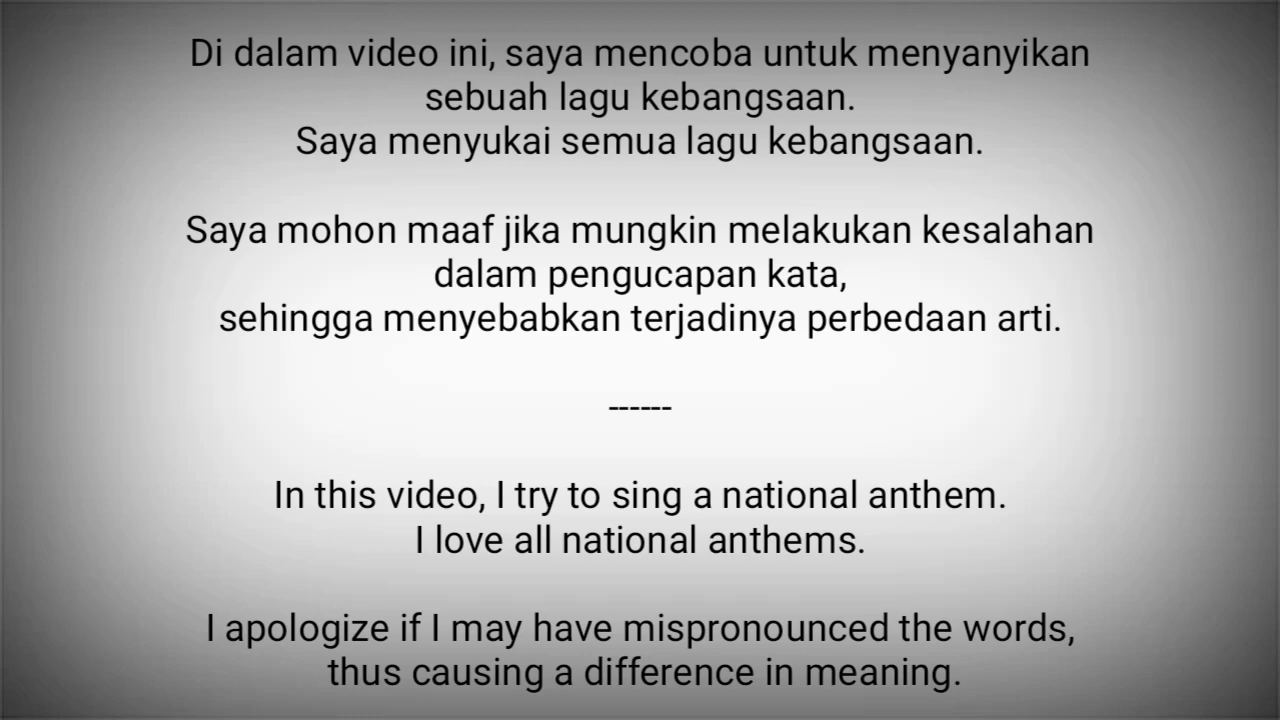 Di dalam video ini, saya mencoba untuk menyanyikan
sebuah lagu kebangsaan.
Saya menyukai semua lagu kebangsaan.
Saya mohon maaf jika mungkin melakukan kesalahan
dalam pengucapan kata,
sehingga menyebabkan terjadinya perbedaan arti.
------
In this video, I try to sing a national anthem.
I love all national anthems.
I apologize if I may have mispronounced the words,
thus causing a difference in meaning.